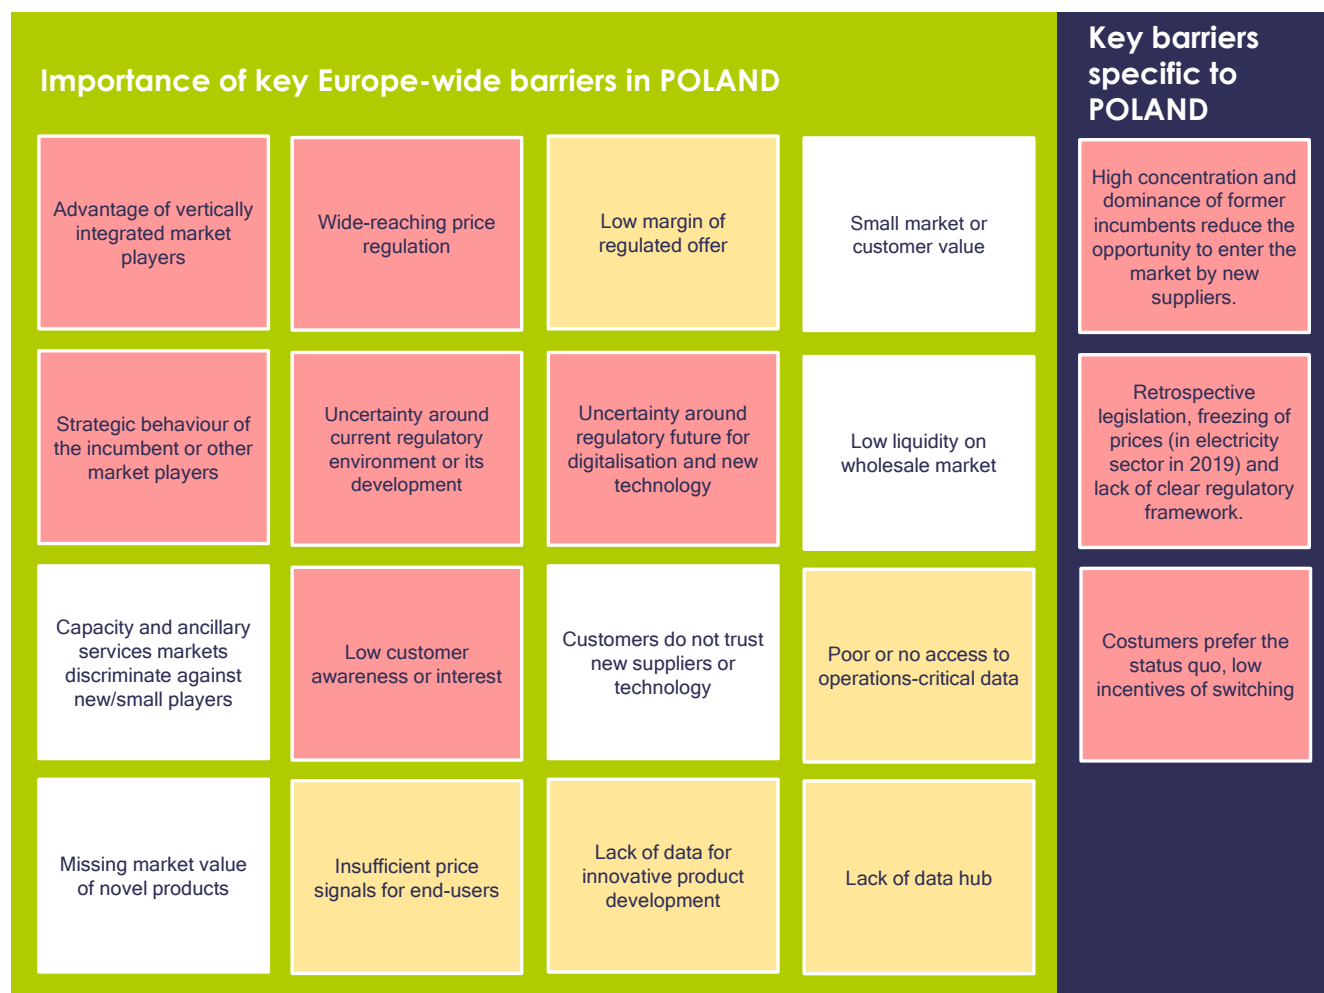 Importance of key Europe-wide barriers in POLAND
Key barriers
specific to
POLAND
Advantage of vertically
integrated market
players
Wide-reaching price
regulation
Low margin of
regulated offer
Small market or
customer value
High concentration and
dominance of former
incumbents reduce the
opportunity to enter the
market by new
suppliers.
Strategic behaviour of
the incumbent or other
market players
Uncertainty around
current regulatory
environment or its
development
Uncertainty around
regulatory future for
digitalisation and new
technology
Low liquidity on
wholesale market
Retrospective
legislation, freezing of
prices (in electricity
sector in 2019) and
lack of clear regulatory
framework.
Capacity and ancillary
services markets
discriminate against
new/small players
Low customer
awareness or interest
Customers do not trust
new suppliers or
technology
Poor or no access to
operations-critical data
Costumers prefer the
status quo, low
incentives of switching
Missing market value
of novel products
Insufficient price
signals for end-users
Lack of data for
innovative product
development
Lack of data hub